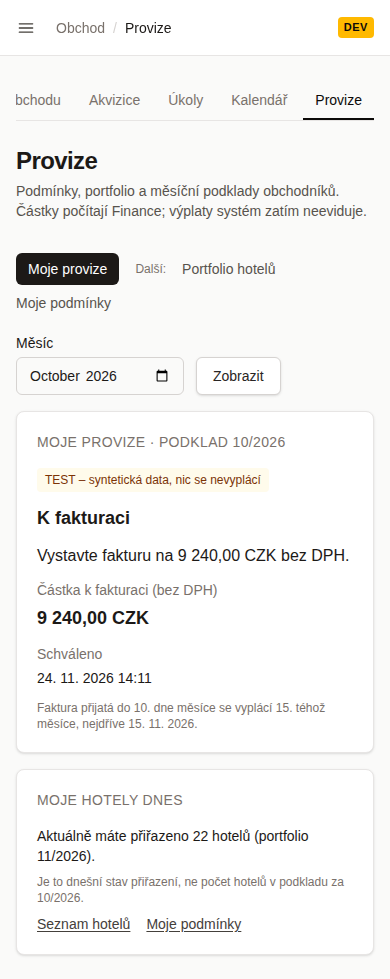 Obchod / Provize
DEV
bchodu Akvizice Úkoly Kalendář Provize
Provize
Podmínky, portfolio a měsíční podklady obchodníků.
Částky počítají Finance; výplaty systém zatím neeviduje.
Moje provize Další: Portfolio hotelů
Moje podmínky
Měsíc
October 2026
Zobrazit
MOJE PROVIZE · PODKLAD 10/2026
TEST – syntetická data, nic se nevyplácí
K fakturaci
Vystavte fakturu na 9 240,00 CZK bez DPH.
Částka k fakturaci (bez DPH)
9 240,00 CZK
Schváleno
24. 11. 2026 14:11
Faktura přijatá do 10. dne měsíce se vyplácí 15. téhož
měsíce, nejdříve 15. 11. 2026.
MOJE HOTELY DNES
Aktuálně máte přiřazeno 22 hotelů (portfolio
11/2026).
Je to dnešní stav přiřazení, ne počet hotelů v podkladu za
10/2026.
Seznam hotelů Moje podmínky